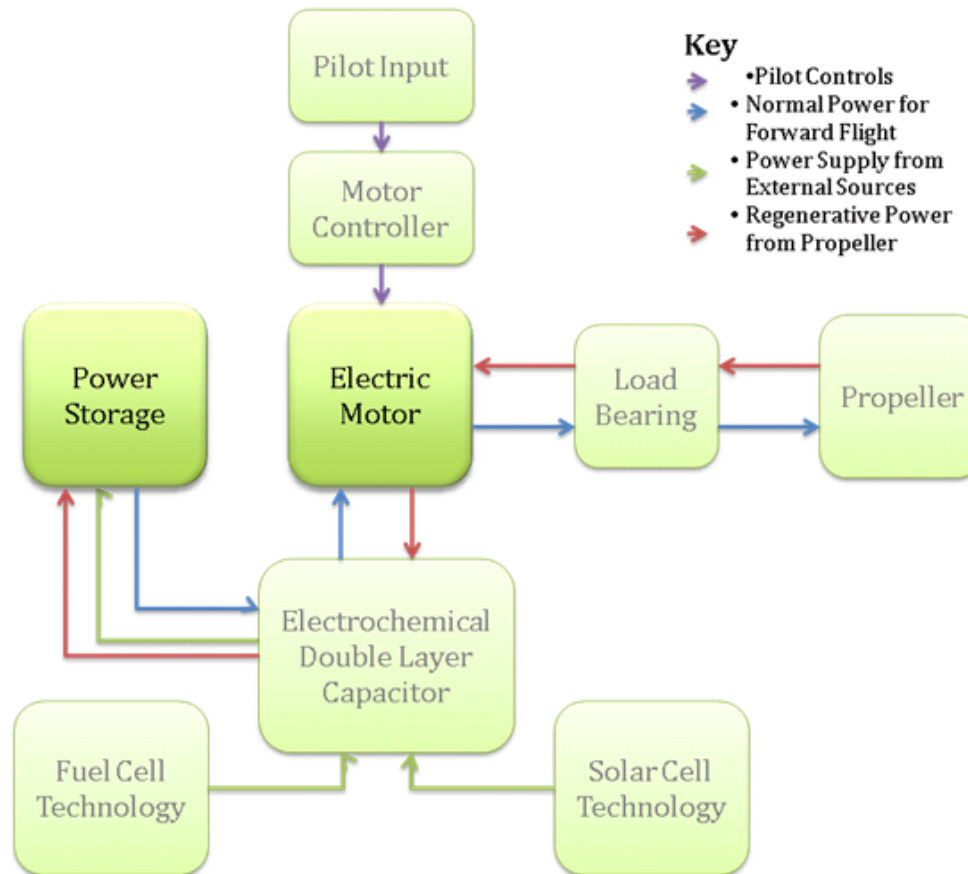 Pilot Input
Key
•Pilot Controls
• Normal Power for
Forward Flight
• Power Supply from
External Sources
• Regenerative Power
from Propeller
Motor
Controller
Power
Storage
Electric
Motor
Load
Bearing
Propeller
Electrochemical
Double Layer
Capacitor
Fuel Cell
Technology
Solar Cell
Technology